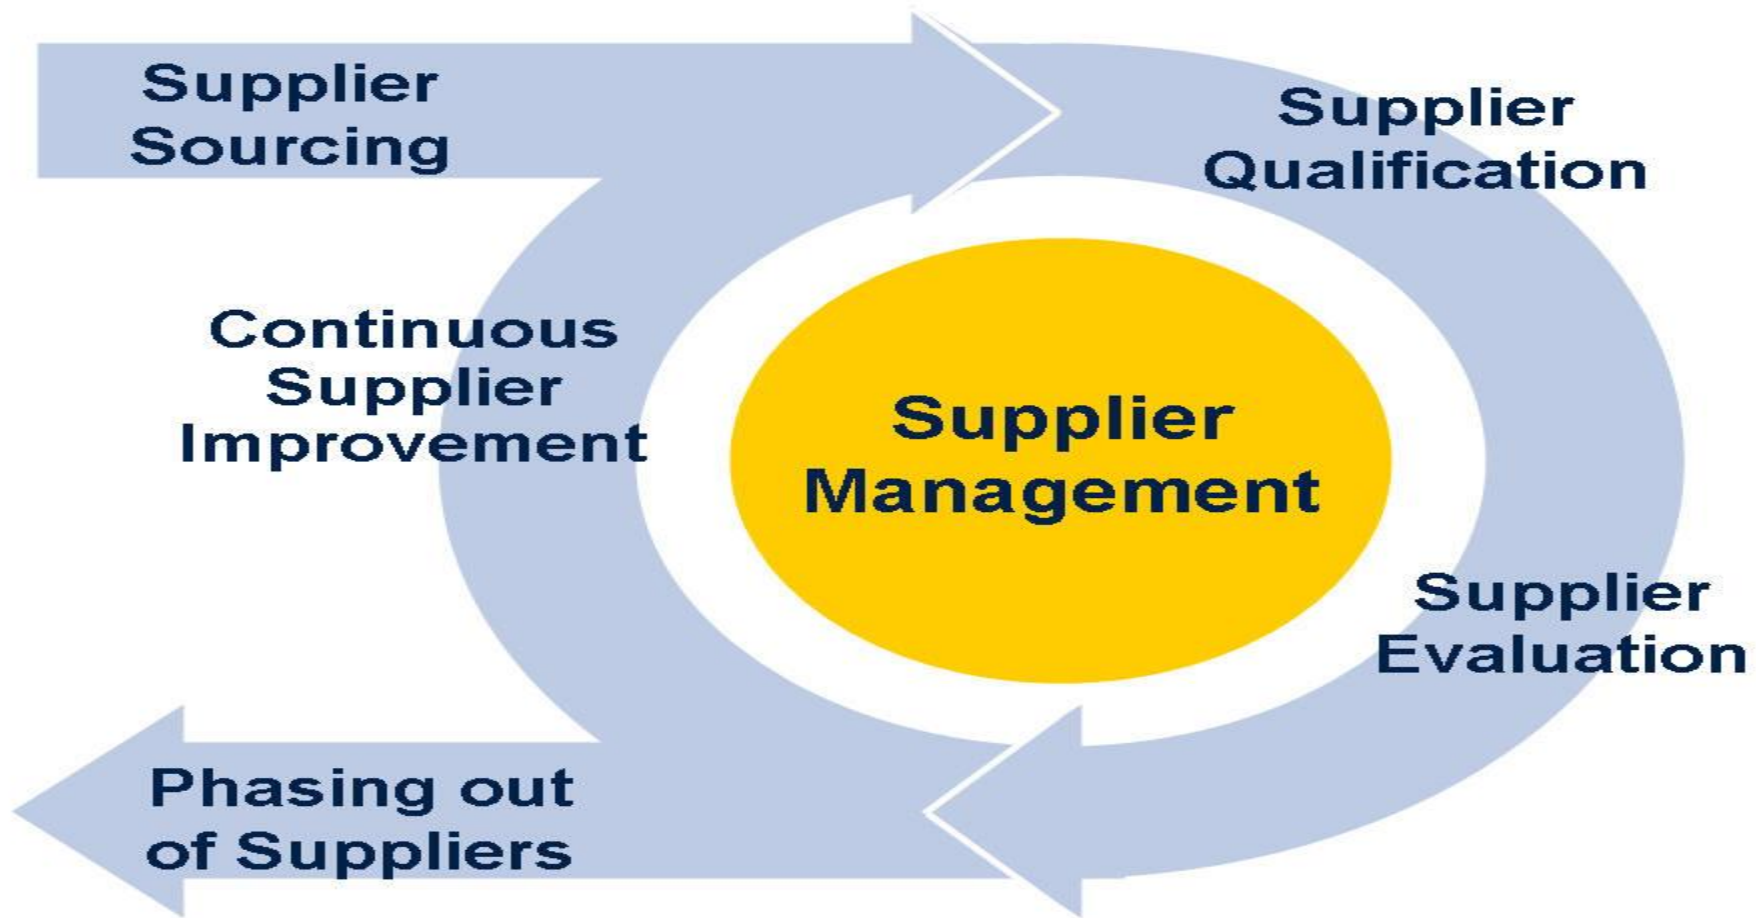 Supplier
Sourcing
Supplier
Qualification
Continuous
Supplier
Improvement
Supplier
Management
Supplier
Evaluation
Phasing out
of Suppliers